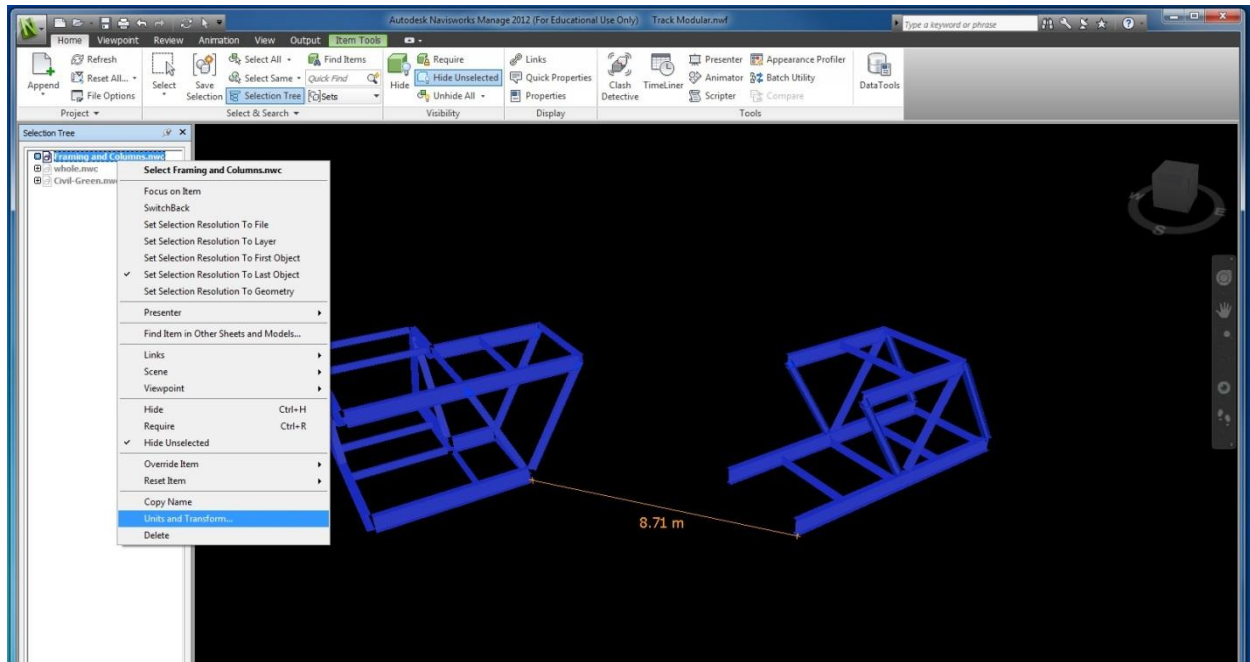 Autodesk Navisworks Manage 2012 (For Educational Use Only) Track Modular.nwf
Type a keyword or phrase
Home Viewpoint Review Animation View Output Item Tools
Append
Refresh
Reset All...
File Options
Project
Select
Save Selection
Select All
Select Same
Selection Tree
Find Items
Quick Find
Sets
Select & Search
Hide
Require
Hide Unselected
Unhide All
Visibility
Links
Quick Properties
Properties
Display
Clash Detective
TimeLiner
Presenter
Animator
Scripter
Appearance Profiler
Batch Utility
Compare
Tools
DataTools
Selection Tree
Framing and Columns.nwc
whole.nwc
Civil-Green.nwc
Select Framing and Columns.nwc
Focus on Item
SwitchBack
Set Selection Resolution To File
Set Selection Resolution To Layer
Set Selection Resolution To First Object
Set Selection Resolution To Last Object
Set Selection Resolution To Geometry
Presenter
Find Item in Other Sheets and Models...
Links
Scene
Viewpoint
Hide Ctrl+H
Require Ctrl+R
Hide Unselected
Override Item
Reset Item
Copy Name
Units and Transform...
Delete
8.71 m
W
S
E